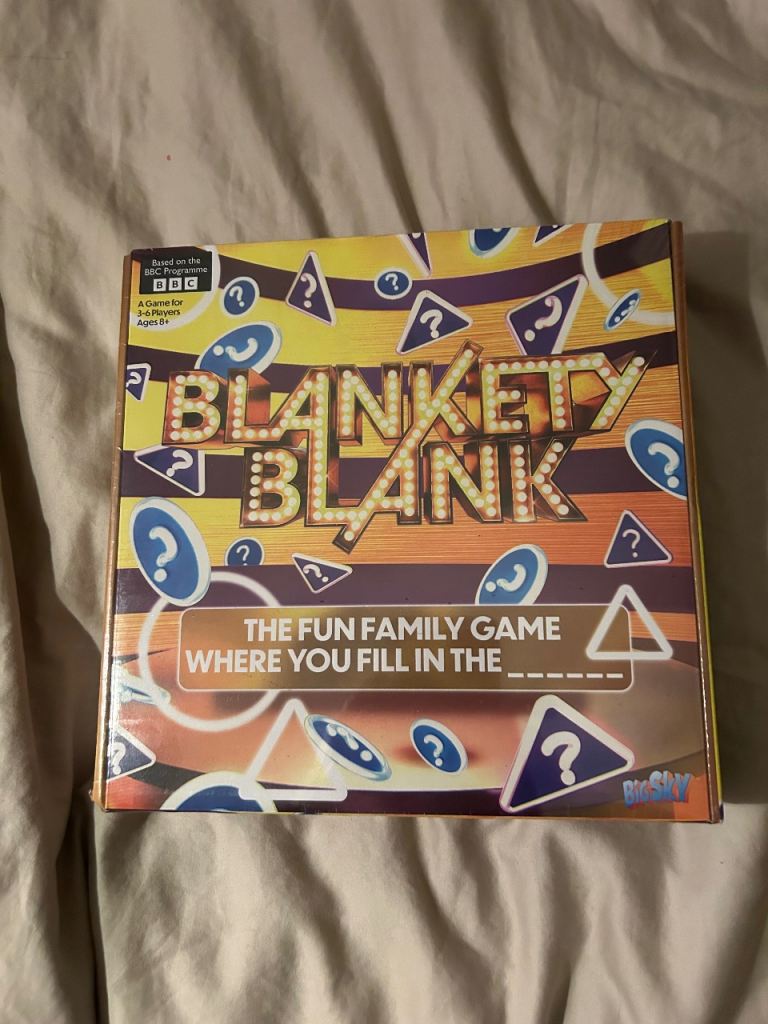 Based on the
BBC Programme
BBC
A Game for
3-6 Players
Ages 8+
BLANKETY
BLANK
THE FUN FAMILY GAME
WHERE YOU FILL IN THE ______
BIG SKY